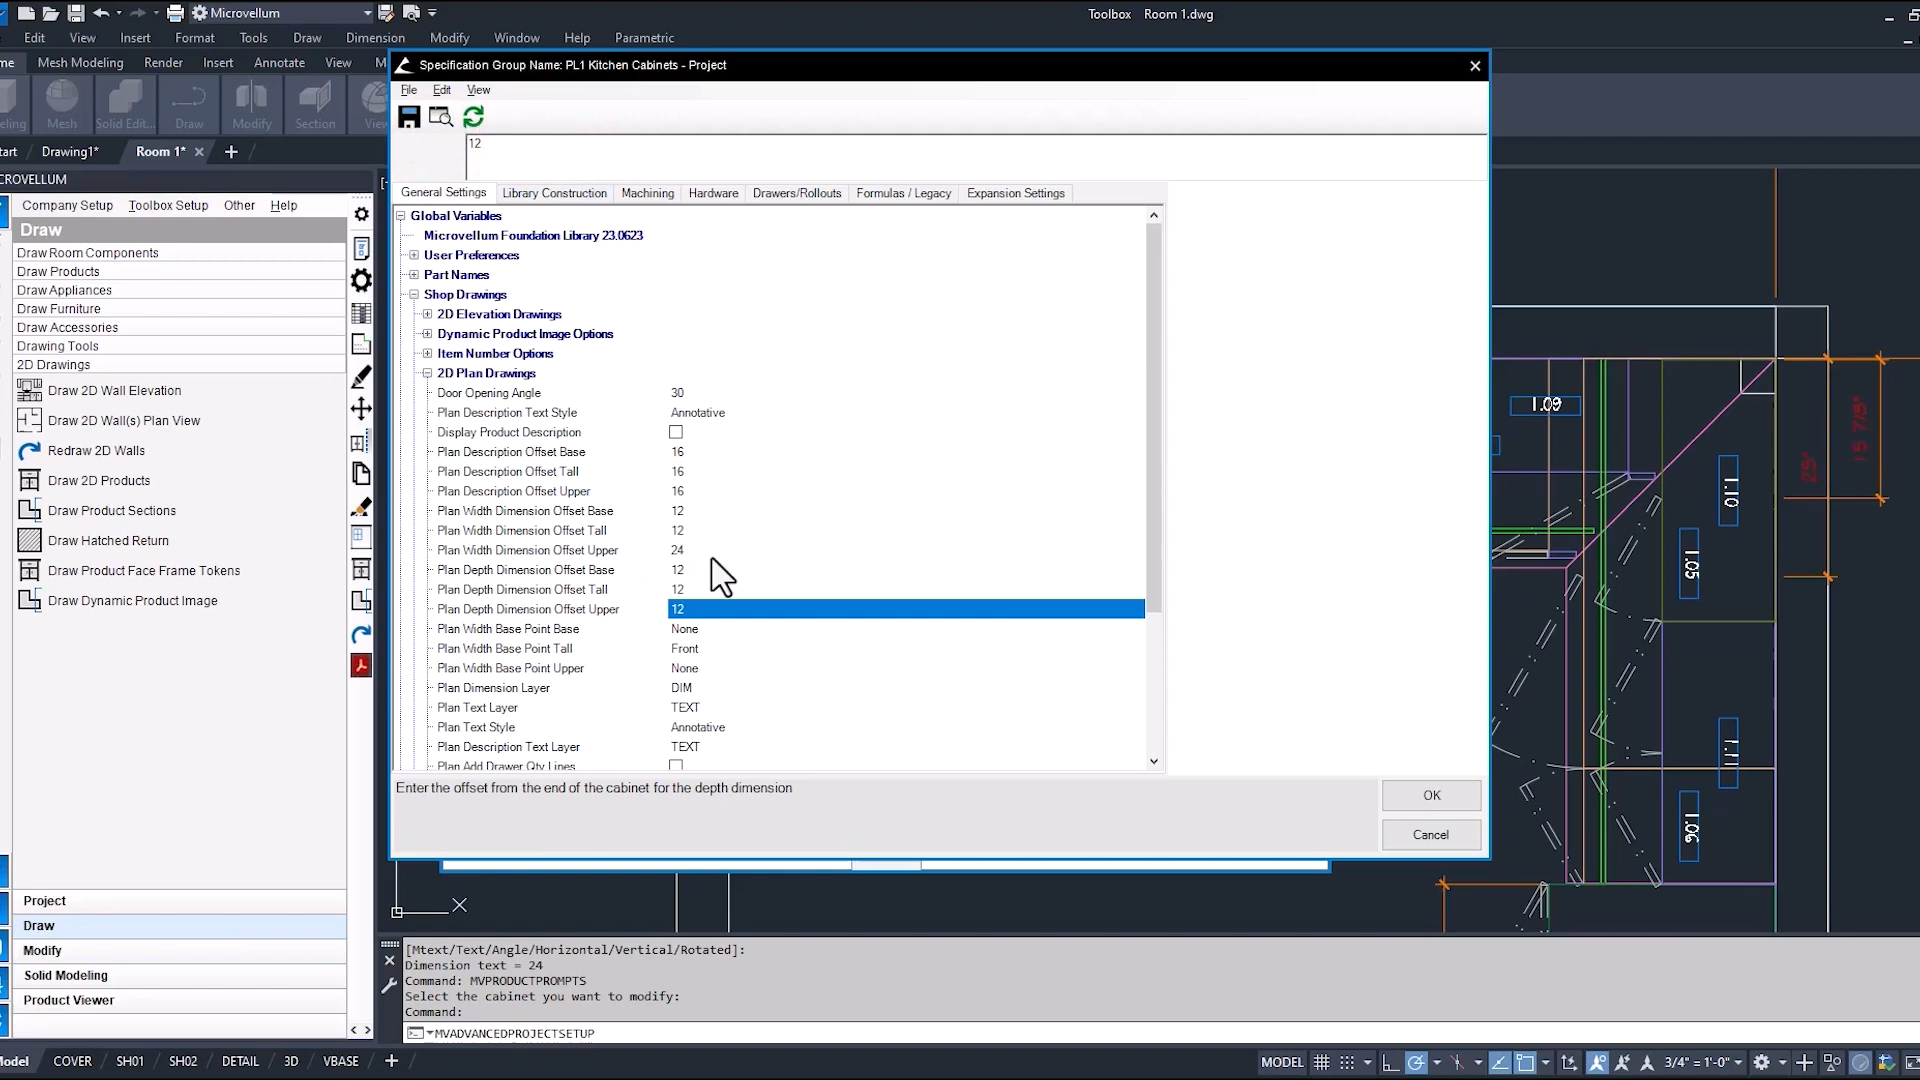 Microvellum
Toolbox Room 1.dwg
Edit View Insert Format Tools Draw Dimension Modify Window Help Parametric
me Mesh Modeling Render Insert Annotate View M
eling Mesh Solid Edit... Draw Modify Section View
tart Drawing1* Room 1*
CROVELLUM
Company Setup Toolbox Setup Other Help
Draw
Draw Room Components
Draw Products
Draw Appliances
Draw Furniture
Draw Accessories
Drawing Tools
2D Drawings
Draw 2D Wall Elevation
Draw 2D Wall(s) Plan View
Redraw 2D Walls
Draw 2D Products
Draw Product Sections
Draw Hatched Return
Draw Product Face Frame Tokens
Draw Dynamic Product Image
Project
Draw
Modify
Solid Modeling
Product Viewer
Specification Group Name: PL1 Kitchen Cabinets - Project
File Edit View
12
General Settings Library Construction Machining Hardware Drawers/Rollouts Formulas / Legacy Expansion Settings
Global Variables
Microvellum Foundation Library 23.0623
User Preferences
Part Names
Shop Drawings
2D Elevation Drawings
Dynamic Product Image Options
Item Number Options
2D Plan Drawings
Door Opening Angle 30
Plan Description Text Style Annotative
Display Product Description
Plan Description Offset Base 16
Plan Description Offset Tall 16
Plan Description Offset Upper 16
Plan Width Dimension Offset Base 12
Plan Width Dimension Offset Tall 12
Plan Width Dimension Offset Upper 24
Plan Depth Dimension Offset Base 12
Plan Depth Dimension Offset Tall 12
Plan Depth Dimension Offset Upper 12
Plan Width Base Point Base None
Plan Width Base Point Tall Front
Plan Width Base Point Upper None
Plan Dimension Layer DIM
Plan Text Layer TEXT
Plan Text Style Annotative
Plan Description Text Layer TEXT
Plan Add Drawer Qty Lines
Enter the offset from the end of the cabinet for the depth dimension
OK
Cancel
1.09
1.10
1.05
1.11
1.06
25"
15 7/8"
[Mtext/Text/Angle/Horizontal/Vertical/Rotated]:
Dimension text = 24
Command: MVPRODUCTPROMPTS
Select the cabinet you want to modify:
Command:
MVADVANCEDPROJECTSETUP
Model COVER SH01 SH02 DETAIL 3D VBASE
MODEL 3/4" = 1'-0"